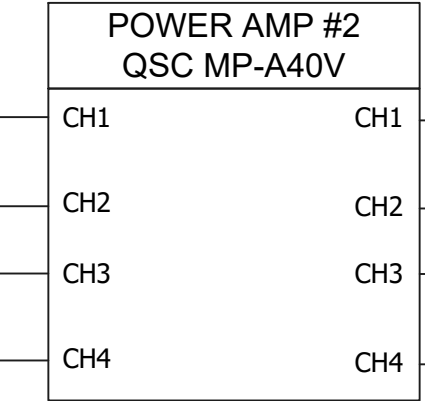 POWER AMP #2
QSC MP-A40V
CH1 CH1
CH2 CH2
CH3 CH3
CH4 CH4